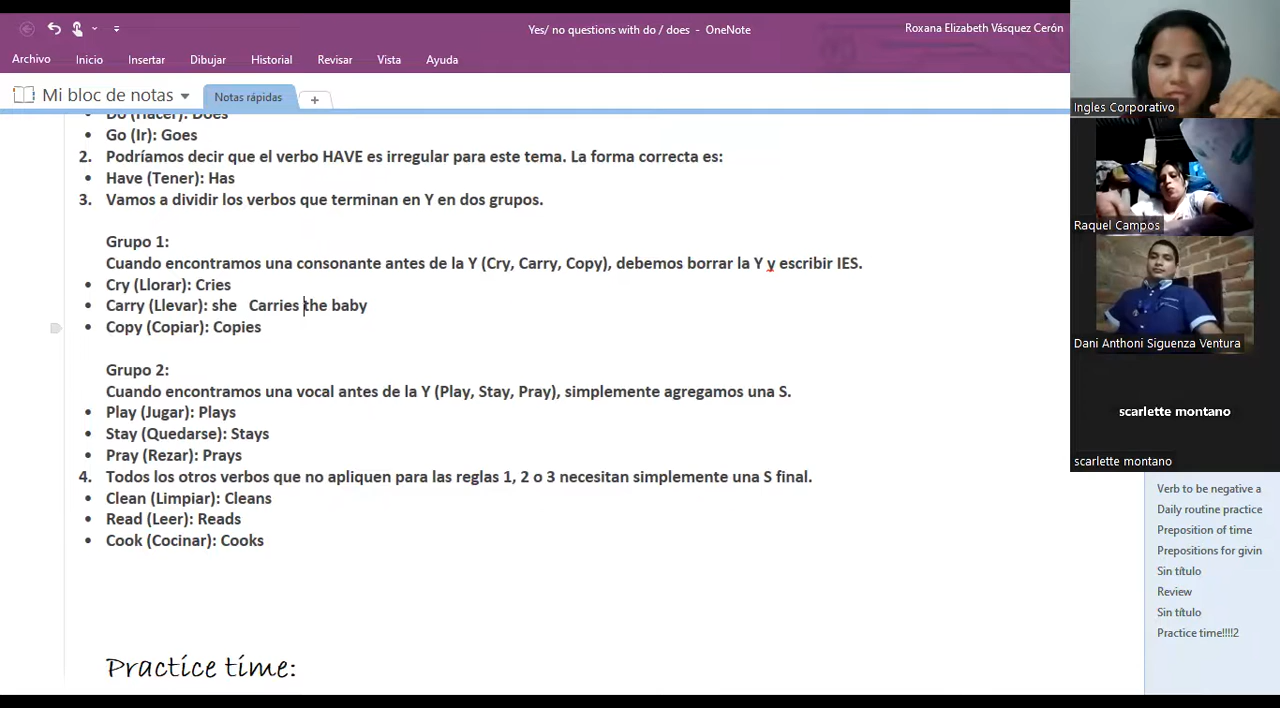 Yes/ no questions with do / does - OneNote
Roxana Elizabeth Vásquez Cerón
Archivo Inicio Insertar Dibujar Historial Revisar Vista Ayuda
Mi bloc de notas
Notas rápidas
Do (Hacer): Does
Go (Ir): Goes
2. Podríamos decir que el verbo HAVE es irregular para este tema. La forma correcta es:
Have (Tener): Has
3. Vamos a dividir los verbos que terminan en Y en dos grupos.
Grupo 1:
Cuando encontramos una consonante antes de la Y (Cry, Carry, Copy), debemos borrar la Y y escribir IES.
Cry (Llorar): Cries
Carry (Llevar): she Carries the baby
Copy (Copiar): Copies
Grupo 2:
Cuando encontramos una vocal antes de la Y (Play, Stay, Pray), simplemente agregamos una S.
Play (Jugar): Plays
Stay (Quedarse): Stays
Pray (Rezar): Prays
4. Todos los otros verbos que no apliquen para las reglas 1, 2 o 3 necesitan simplemente una S final.
Clean (Limpiar): Cleans
Read (Leer): Reads
Cook (Cocinar): Cooks
Practice time:
Ingles Corporativo
Raquel Campos
Dani Anthoni Siguenza Ventura
scarlette montano
scarlette montano
Verb to be negative a
Daily routine practice
Preposition of time
Prepositions for givin
Sin título
Review
Sin título
Practice time!!!!2